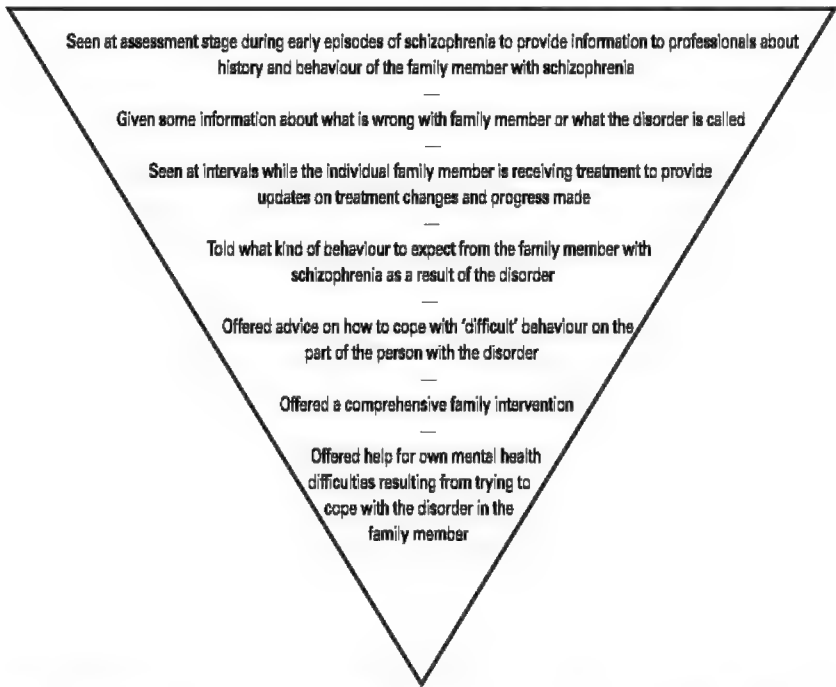 Seen at assessment stage during early episodes of schizophrenia to provide information to professionals about
history and behaviour of the family member with schizophrenia
—
Given some information about what is wrong with family member or what the disorder is called
—
Seen at intervals while the individual family member is receiving treatment to provide
updates on treatment changes and progress made
—
Told what kind of behaviour to expect from the family member with
schizophrenia as a result of the disorder
—
Offered advice on how to cope with 'difficult' behaviour on the
part of the person with the disorder
—
Offered a comprehensive family intervention
—
Offered help for own mental health
difficulties resulting from trying to
cope with the disorder in the
family member